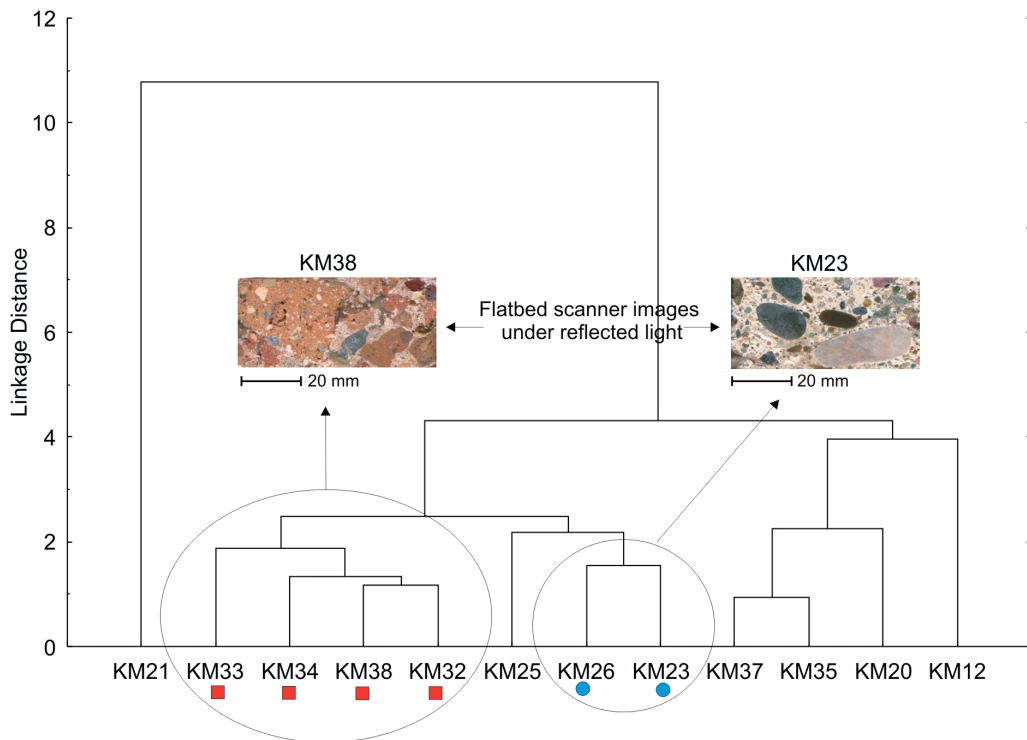 12
10
8
6
4
2
0
Linkage Distance
KM38
KM23
Flatbed scanner images
under reflected light
20 mm
20 mm
KM21 KM33 KM34 KM38 KM32 KM25 KM26 KM23 KM37 KM35 KM20 KM12